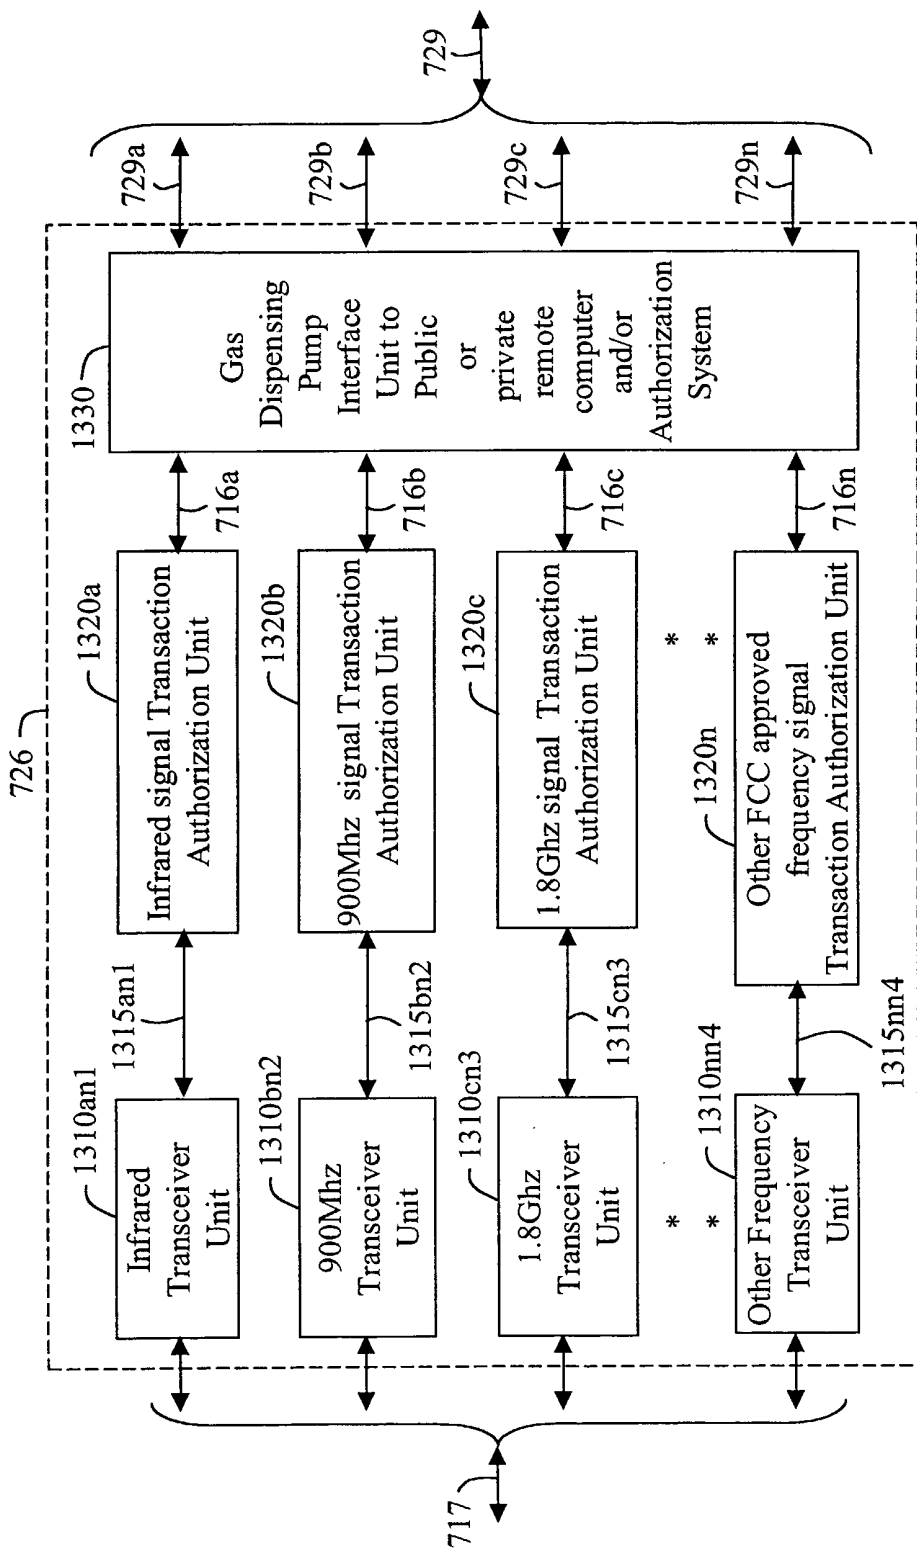 726
717
1310an1
Infrared
Transceiver
Unit
1315an1
1320a
Infrared signal Transaction
Authorization Unit
716a
729a
1310bn2
900Mhz
Transceiver
Unit
1315bn2
1320b
900Mhz signal Transaction
Authorization Unit
716b
729b
1310cn3
1.8Ghz
Transceiver
Unit
1315cn3
1320c
1.8Ghz signal Transaction
Authorization Unit
716c
729c
* *
* *
1310nn4
Other Frequency
Transceiver
Unit
1315nn4
1320n
Other FCC approved
frequency signal
Transaction Authorization Unit
716n
729n
1330
Gas
Dispensing
Pump
Interface
Unit to
Public
or
private
remote
computer
and/or
Authorization
System
729